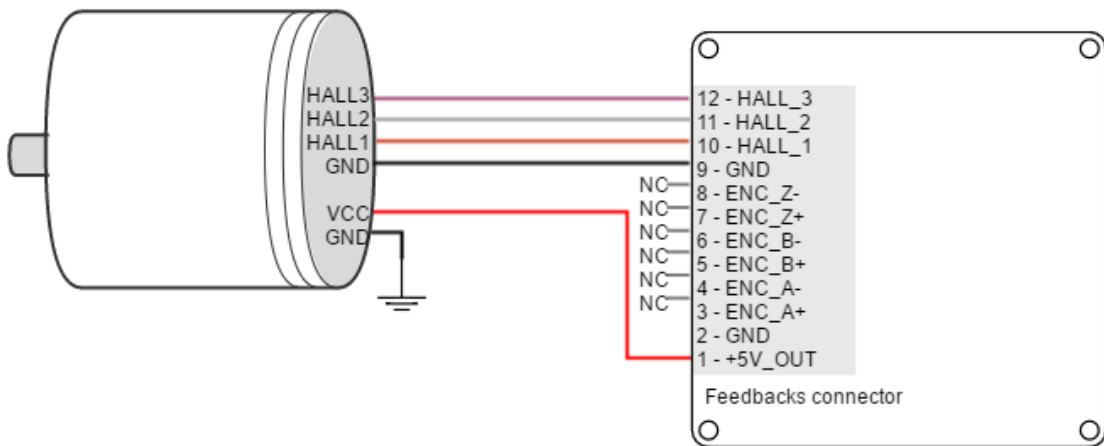 HALL3
HALL2
HALL1
GND
VCC
GND
NC
NC
NC
NC
NC
NC
12 - HALL_3
11 - HALL_2
10 - HALL_1
9 - GND
8 - ENC_Z-
7 - ENC_Z+
6 - ENC_B-
5 - ENC_B+
4 - ENC_A-
3 - ENC_A+
2 - GND
1 - +5V_OUT
Feedbacks connector